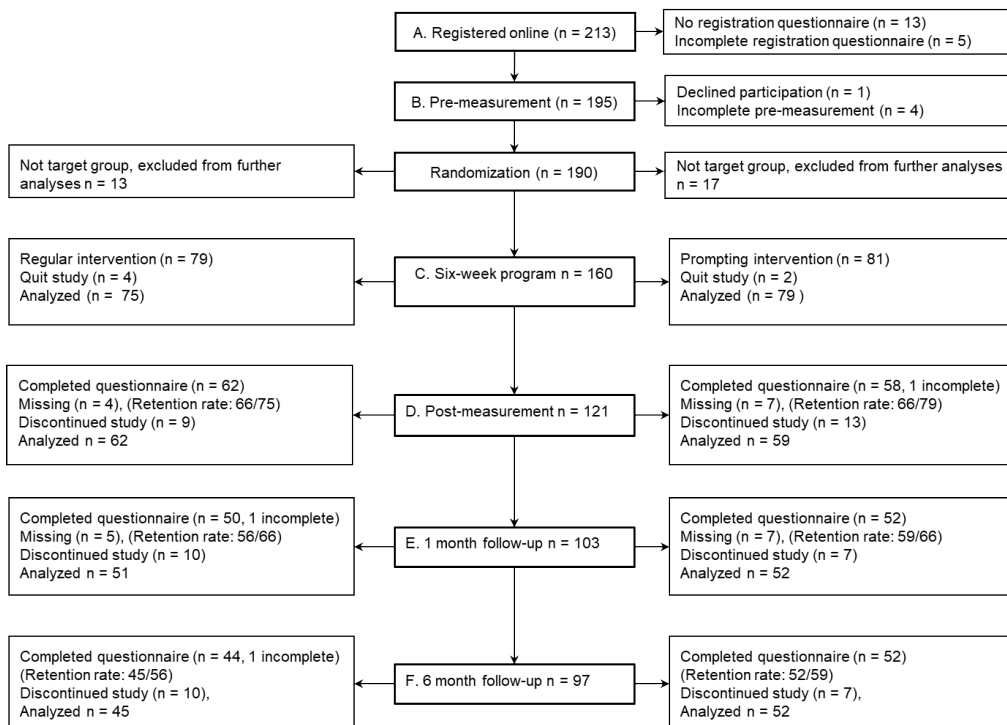 A. Registered online (n = 213)
No registration questionnaire (n = 13)
Incomplete registration questionnaire (n = 5)
B. Pre-measurement (n = 195)
Declined participation (n = 1)
Incomplete pre-measurement (n = 4)
Not target group, excluded from further
analyses n = 13
Randomization (n = 190)
Not target group, excluded from further analyses
n = 17
Regular intervention (n = 79)
Quit study (n = 4)
Analyzed (n = 75)
C. Six-week program n = 160
Prompting intervention (n = 81)
Quit study (n = 2)
Analyzed (n = 79 )
Completed questionnaire (n = 62)
Missing (n = 4), (Retention rate: 66/75)
Discontinued study (n = 9)
Analyzed n = 62
D. Post-measurement n = 121
Completed questionnaire (n = 58, 1 incomplete)
Missing (n = 7), (Retention rate: 66/79)
Discontinued study (n = 13)
Analyzed n = 59
Completed questionnaire (n = 50, 1 incomplete)
Missing (n = 5), (Retention rate: 56/66)
Discontinued study (n = 10)
Analyzed n = 51
E. 1 month follow-up n = 103
Completed questionnaire (n = 52)
Missing (n = 7), (Retention rate: 59/66)
Discontinued study (n = 7)
Analyzed n = 52
Completed questionnaire (n = 44, 1 incomplete)
(Retention rate: 45/56)
Discontinued study (n = 10),
Analyzed n = 45
F. 6 month follow-up n = 97
Completed questionnaire (n = 52)
(Retention rate: 52/59)
Discontinued study (n = 7),
Analyzed n = 52